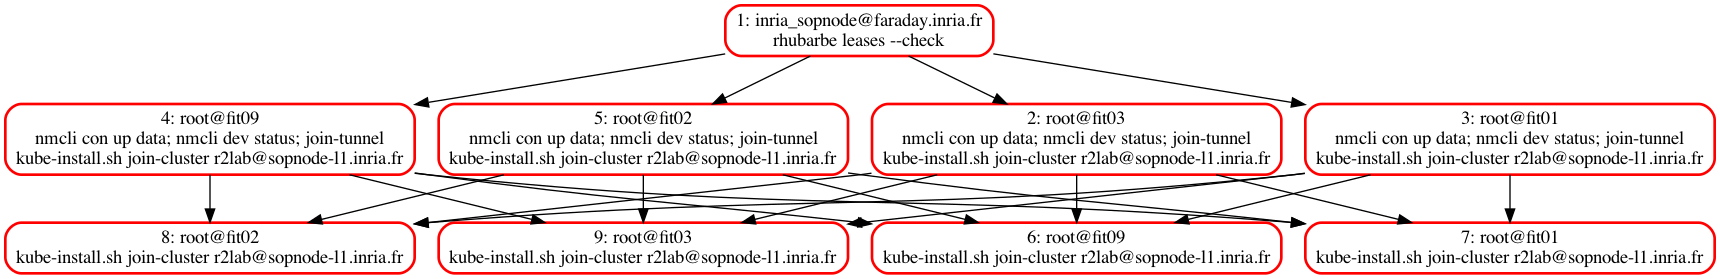 1: inria_sopnode@faraday.inria.fr
rhubarbe leases --check
4: root@fit09
nmcli con up data; nmcli dev status; join-tunnel
kube-install.sh join-cluster r2lab@sopnode-l1.inria.fr
5: root@fit02
nmcli con up data; nmcli dev status; join-tunnel
kube-install.sh join-cluster r2lab@sopnode-l1.inria.fr
2: root@fit03
nmcli con up data; nmcli dev status; join-tunnel
kube-install.sh join-cluster r2lab@sopnode-l1.inria.fr
3: root@fit01
nmcli con up data; nmcli dev status; join-tunnel
kube-install.sh join-cluster r2lab@sopnode-l1.inria.fr
8: root@fit02
kube-install.sh join-cluster r2lab@sopnode-l1.inria.fr
9: root@fit03
kube-install.sh join-cluster r2lab@sopnode-l1.inria.fr
6: root@fit09
kube-install.sh join-cluster r2lab@sopnode-l1.inria.fr
7: root@fit01
kube-install.sh join-cluster r2lab@sopnode-l1.inria.fr